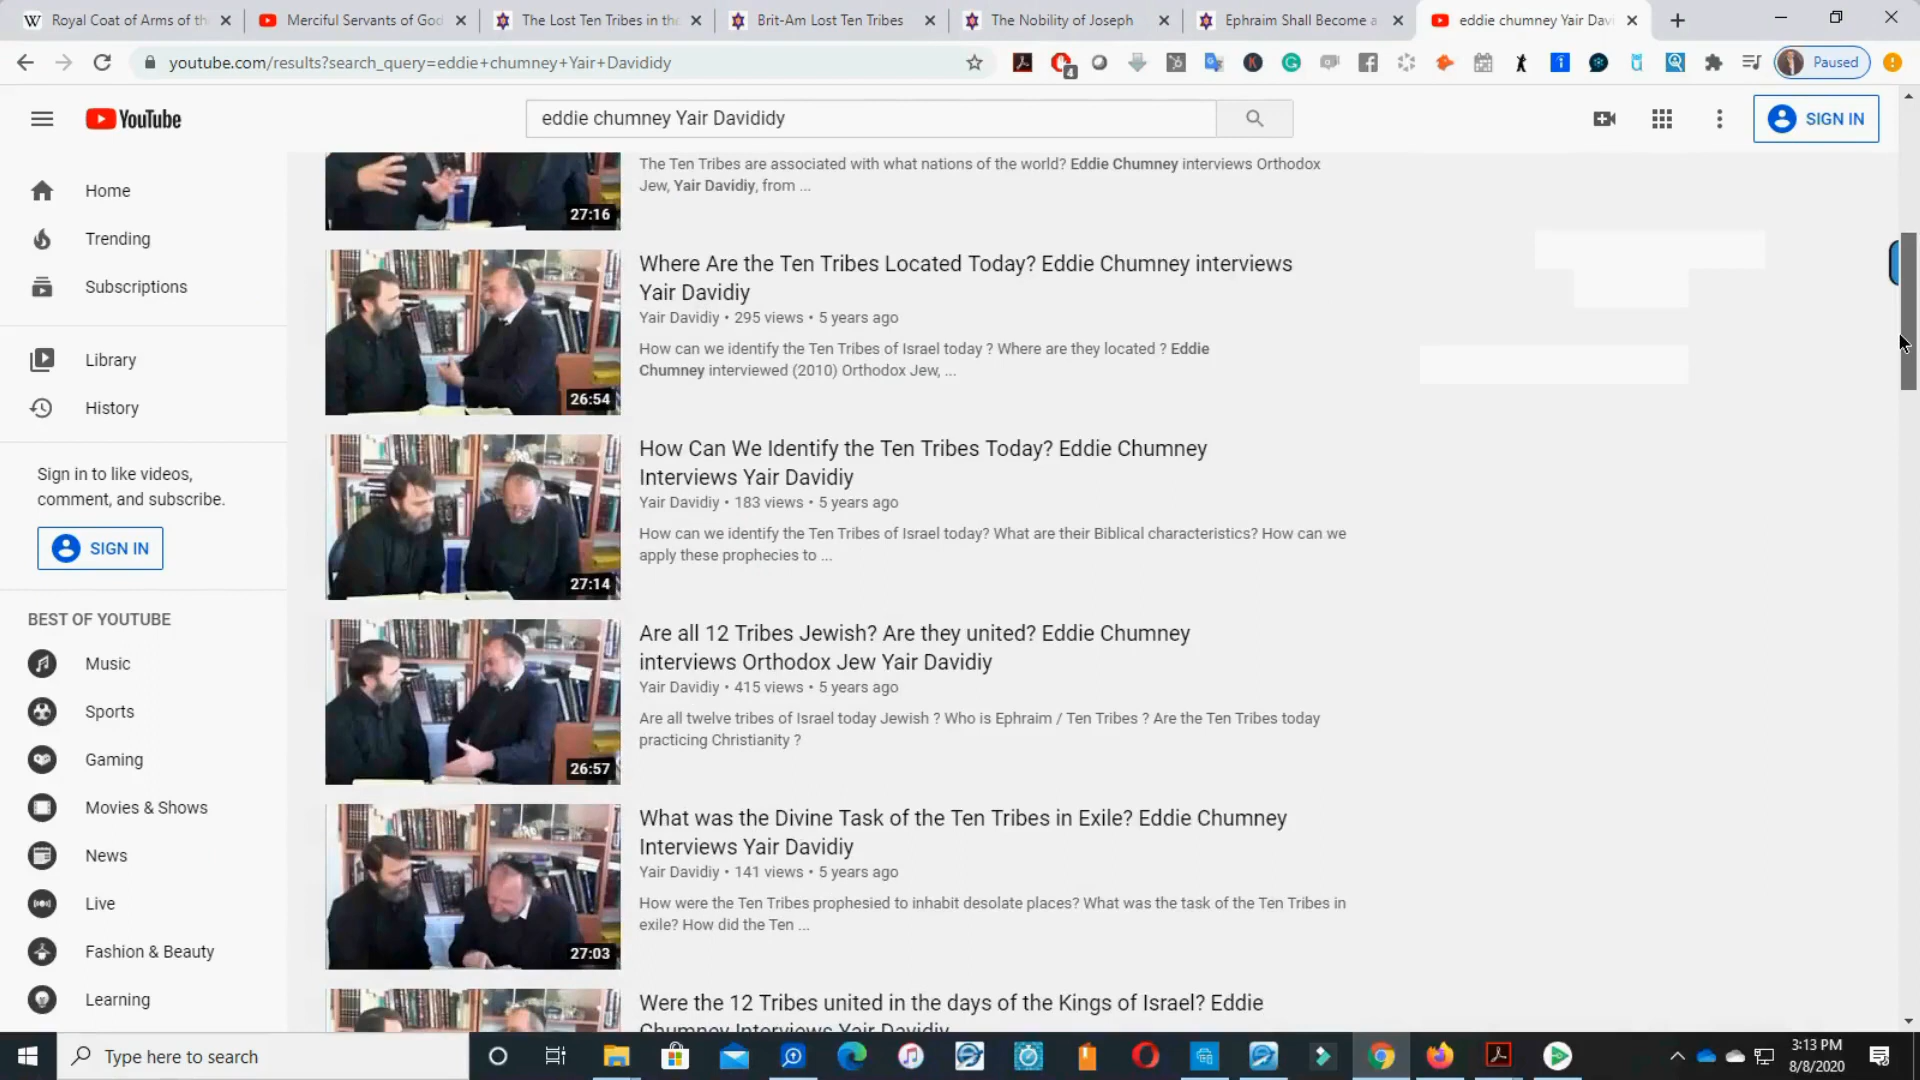 Royal Coat of Arms of th
Merciful Servants of God
The Lost Ten Tribes in the
Brit-Am Lost Ten Tribes
The Nobility of Joseph
Ephraim Shall Become a
eddie chumney Yair Davi
youtube.com/results?search_query=eddie+chumney+Yair+Davididy
4
Paused
YouTube
eddie chumney Yair Davididy
SIGN IN
Home
Trending
Subscriptions
Library
History
Sign in to like videos,
comment, and subscribe.
SIGN IN
BEST OF YOUTUBE
Music
Sports
Gaming
Movies & Shows
News
Live
Fashion & Beauty
Learning
The Ten Tribes are associated with what nations of the world? Eddie Chumney interviews Orthodox
Jew, Yair Davidiy, from ...
27:16
Where Are the Ten Tribes Located Today? Eddie Chumney interviews
Yair Davidiy
Yair Davidiy • 295 views • 5 years ago
How can we identify the Ten Tribes of Israel today ? Where are they located ? Eddie
Chumney interviewed (2010) Orthodox Jew, ...
26:54
How Can We Identify the Ten Tribes Today? Eddie Chumney
Interviews Yair Davidiy
Yair Davidiy • 183 views • 5 years ago
How can we identify the Ten Tribes of Israel today? What are their Biblical characteristics? How can we
apply these prophecies to ...
27:14
Are all 12 Tribes Jewish? Are they united? Eddie Chumney
interviews Orthodox Jew Yair Davidiy
Yair Davidiy • 415 views • 5 years ago
Are all twelve tribes of Israel today Jewish ? Who is Ephraim / Ten Tribes ? Are the Ten Tribes today
practicing Christianity ?
26:57
What was the Divine Task of the Ten Tribes in Exile? Eddie Chumney
Interviews Yair Davidiy
Yair Davidiy • 141 views • 5 years ago
How were the Ten Tribes prophesied to inhabit desolate places? What was the task of the Ten Tribes in
exile? How did the Ten ...
27:03
Were the 12 Tribes united in the days of the Kings of Israel? Eddie
Chumney Interviews Yair Davidiy
Type here to search
3:13 PM
8/8/2020